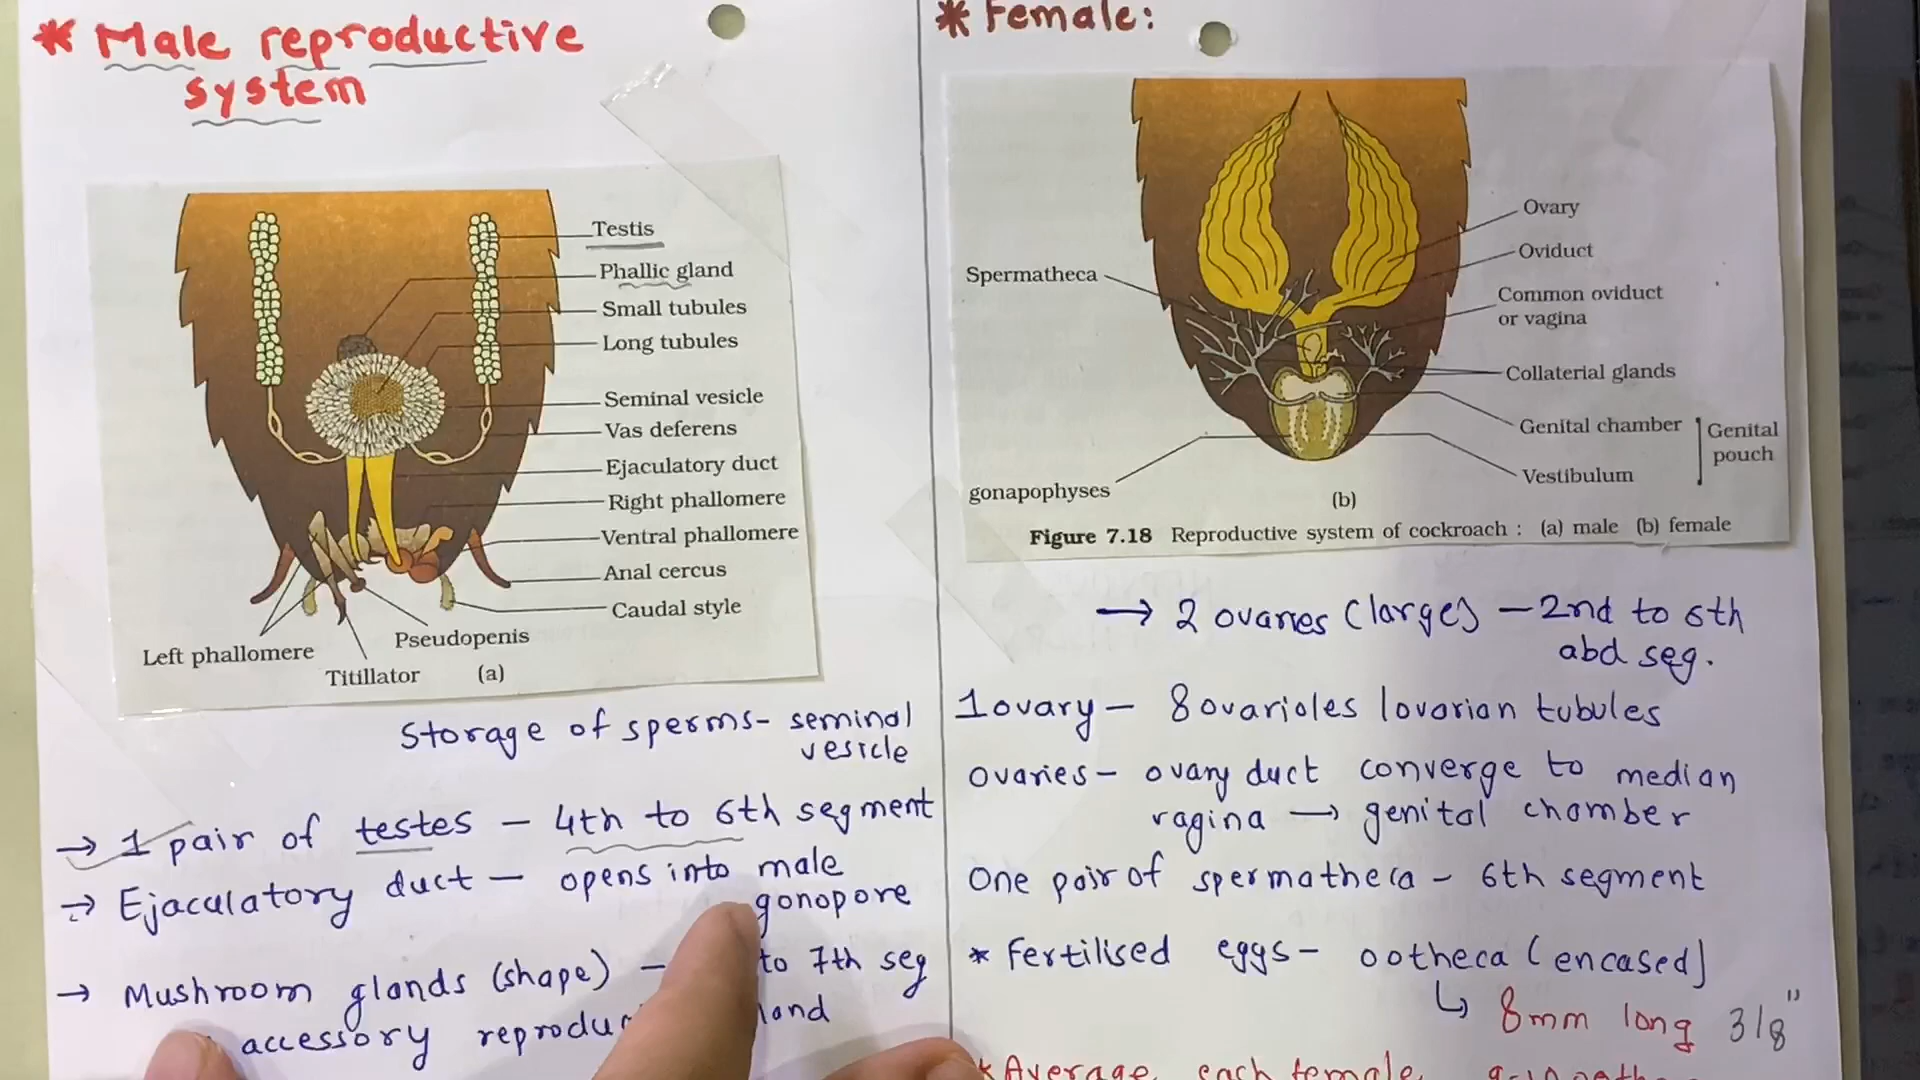 * Male reproductive
system
Testis
Phallic gland
Small tubules
Long tubules
Seminal vesicle
Vas deferens
Ejaculatory duct
Right phallomere
Ventral phallomere
Anal cercus
Caudal style
Pseudopenis
Left phallomere
Titillator
(a)
Storage of sperms- seminal
vesicle
→ 1 pair of testes - 4th to 6th segment
→ Ejaculatory duct - opens into male
gonopore
→ Mushroom glands (shape) - to 7th seg
accessory
* Female:
Ovary
Oviduct
Spermatheca
Common oviduct
or vagina
Collaterial glands
Genital chamber
Genital
pouch
Vestibulum
gonapophyses
(b)
Figure 7.18 Reproductive system of cockroach : (a) male (b) female
→ 2 ovaries (large) - 2nd to 6th
abd seg.
1 ovary - 8 ovarioles / ovarian tubules
ovaries - ovary duct converge to median
vagina → genital chamber
One pair of spermatheca - 6th segment
* Fertilised eggs - ootheca (encased)
↳ 8mm long 3/8"
* Average each female